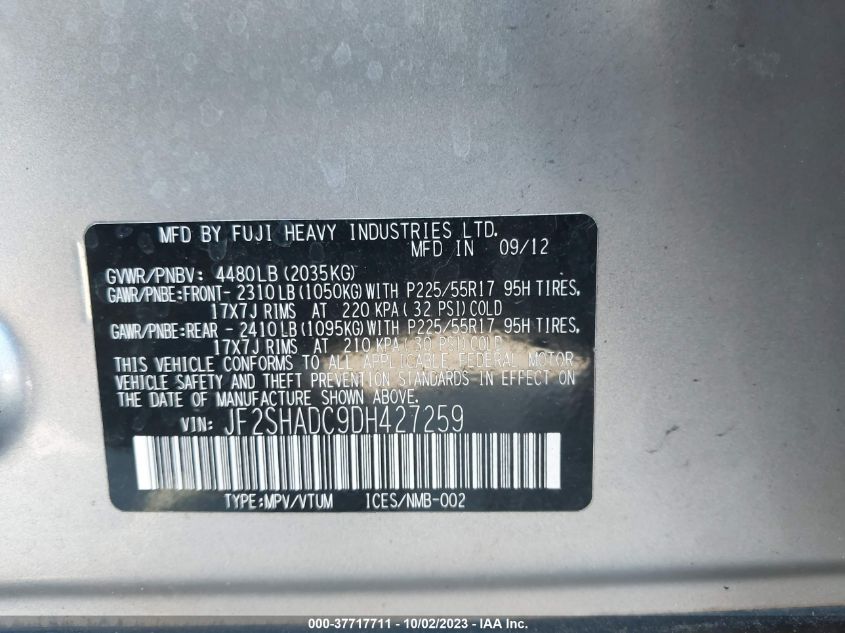 MFD BY FUJI HEAVY INDUSTRIES LTD.
MFD IN 09/12
GVWR/PNBV: 4480LB(2035KG)
GAWR/PNBE:FRONT- 2310LB(1050KG)WITH P225/55R17 95H TIRES,
17X7J RIMS AT 220 KPA( 32 PSI)COLD
GAWR/PNBE:REAR - 2410LB(1095KG)WITH P225/55R17 95H TIRES,
17X7J RIMS AT 210 KPA( 30 PSI)COLD
THIS VEHICLE CONFORMS TO ALL APPLICABLE FEDERAL MOTOR
VEHICLE SAFETY AND THEFT PREVENTION STANDARDS IN EFFECT ON
THE DATE OF MANUFACTURE SHOWN ABOVE.
VIN: JF2SHADC9DH427259
TYPE:MPV/VTUM ICES/NMB-002
000-37717711 - 10/02/2023 - IAA Inc.